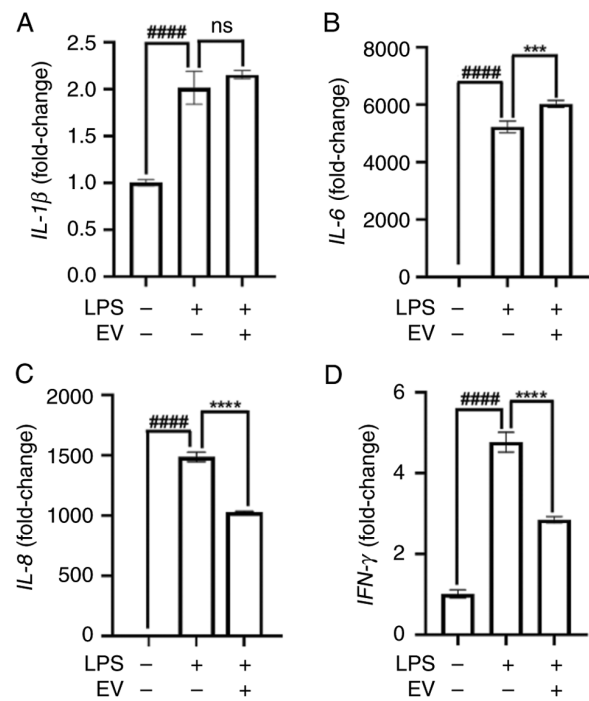 A
IL-1β (fold-change)
2.5
2.0
1.5
1.0
0.5
0.0
####
ns
LPS – + +
EV – – +
B
IL-6 (fold-change)
8000
6000
4000
2000
0
####
***
LPS – + +
EV – – +
C
IL-8 (fold-change)
2000
1500
1000
500
0
####
****
LPS – + +
EV – – +
D
IFN-γ (fold-change)
6
4
2
0
####
****
LPS – + +
EV – – +